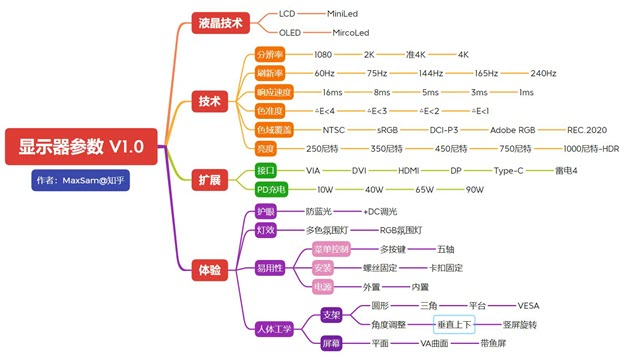 显示器参数 V1.0
作者：MaxSam@知乎
液晶技术
LCD MiniLed
OLED MircoLed
技术
分辨率 1080 2K 准4K 4K
刷新率 60Hz 75Hz 144Hz 165Hz 240Hz
响应速度 16ms 8ms 5ms 3ms 1ms
色准度 △E<4 △E<3 △E<2 △E<1
色域覆盖 NTSC sRGB DCI-P3 Adobe RGB REC.2020
亮度 250尼特 350尼特 450尼特 750尼特 1000尼特-HDR
扩展
接口 VIA DVI HDMI DP Type-C 雷电4
PD充电 10W 40W 65W 90W
体验
护眼 防蓝光 +DC调光
灯效 多色氛围灯 RGB氛围灯
易用性
菜单控制 多按键 五轴
安装 螺丝固定 卡扣固定
电源 外置 内置
人体工学
支架 圆形 三角 平台 VESA
角度调整 垂直上下 竖屏旋转
屏幕 平面 VA曲面 带鱼屏